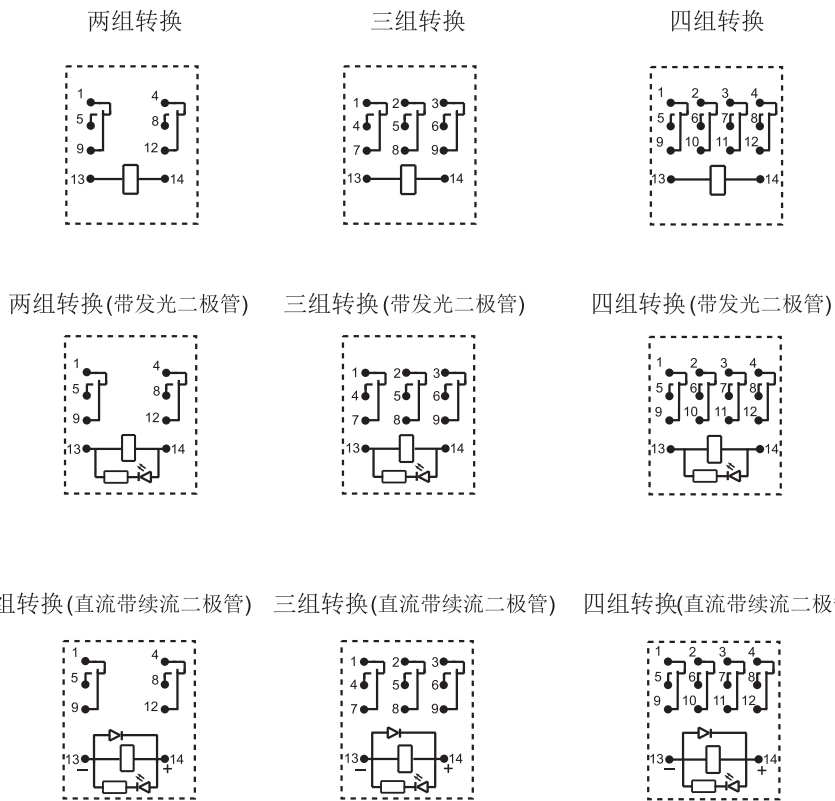 两组转换 三组转换 四组转换
1 4 1 2 3 1 2 3 4
5 8 4 5 6 5 6 7 8
9 12 7 8 9 9 10 11 12
13 14 13 14 13 14
两组转换(带发光二极管) 三组转换(带发光二极管) 四组转换(带发光二极管)
1 4 1 2 3 1 2 3 4
5 8 4 5 6 5 6 7 8
9 12 7 8 9 9 10 11 12
13 14 13 14 13 14
组转换(直流带续流二极管) 三组转换(直流带续流二极管) 四组转换(直流带续流二极
1 4 1 2 3 1 2 3 4
5 8 4 5 6 5 6 7 8
9 12 7 8 9 9 10 11 12
13 14 13 14 13 14
− + − + − +